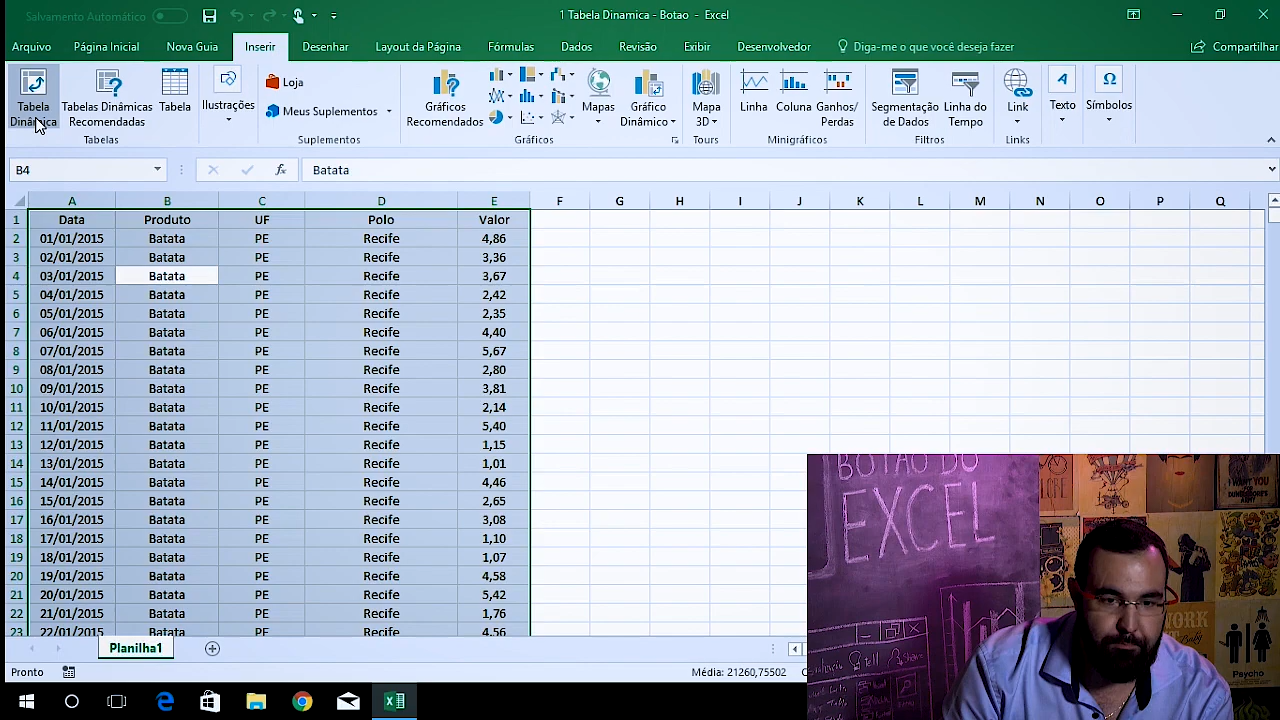 Salvamento Automático
1 Tabela Dinamica - Botao - Excel
Arquivo Página Inicial Nova Guia Inserir Desenhar Layout da Página Fórmulas Dados Revisão Exibir Desenvolvedor Diga-me o que você deseja fazer Compartilhar
Tabela Dinâmica
Tabelas Dinâmicas Recomendadas
Tabela
Tabelas
Ilustrações
Loja
Meus Suplementos
Suplementos
Gráficos Recomendados
Mapas
Gráfico Dinâmico
Gráficos
Mapa 3D
Tours
Linha
Coluna
Ganhos/ Perdas
Minigráficos
Segmentação de Dados
Linha do Tempo
Filtros
Link
Links
Texto
Símbolos
B4 fx Batata
A B C D E F G H I J K L M N O P Q
1 Data Produto UF Polo Valor
2 01/01/2015 Batata PE Recife 4,86
3 02/01/2015 Batata PE Recife 3,36
4 03/01/2015 Batata PE Recife 3,67
5 04/01/2015 Batata PE Recife 2,42
6 05/01/2015 Batata PE Recife 2,35
7 06/01/2015 Batata PE Recife 4,40
8 07/01/2015 Batata PE Recife 5,67
9 08/01/2015 Batata PE Recife 2,80
10 09/01/2015 Batata PE Recife 3,81
11 10/01/2015 Batata PE Recife 2,14
12 11/01/2015 Batata PE Recife 5,40
13 12/01/2015 Batata PE Recife 1,15
14 13/01/2015 Batata PE Recife 1,01
15 14/01/2015 Batata PE Recife 4,46
16 15/01/2015 Batata PE Recife 2,65
17 16/01/2015 Batata PE Recife 3,08
18 17/01/2015 Batata PE Recife 1,10
19 18/01/2015 Batata PE Recife 1,07
20 19/01/2015 Batata PE Recife 4,58
21 20/01/2015 Batata PE Recife 5,42
22 21/01/2015 Batata PE Recife 1,76
23 22/01/2015 Batata PE Recife 4,56
BOTAO DO
EXCEL
WORK
Psycho
Planilha1
Pronto
Média: 21260,75502